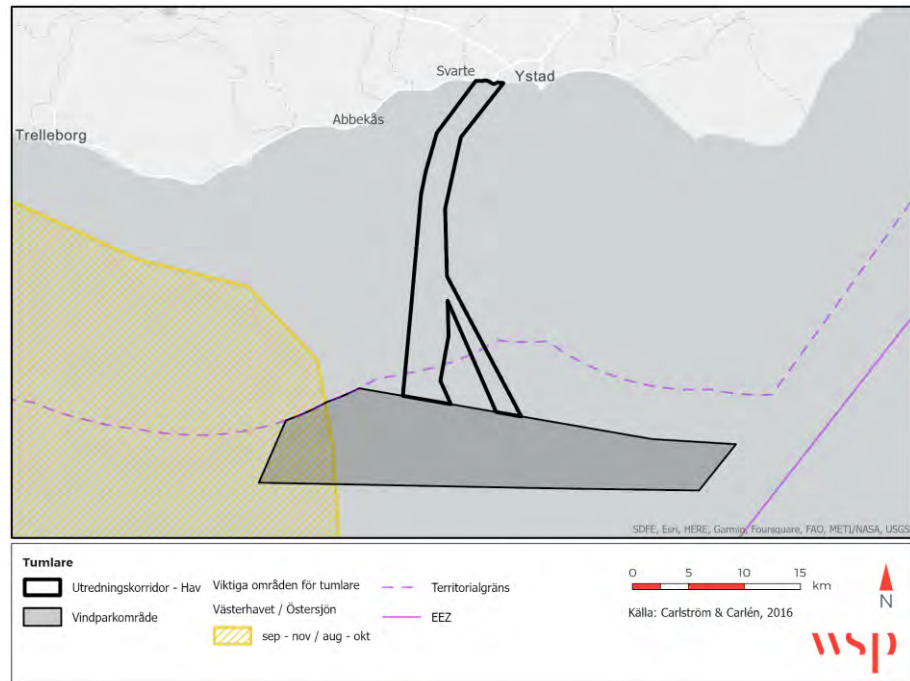 Svarte
Ystad
Abbekås
Trelleborg
SDFE, Esri, HERE, Garmin, Foursquare, FAO, METI/NASA, USGS
Tumlare
Utredningskorridor - Hav
Vindparkområde
Viktiga områden för tumlare
Västerhavet / Östersjön
sep - nov / aug - okt
Territorialgräns
EEZ
0 5 10 15
km
Källa: Carlström & Carlén, 2016
N
wsp